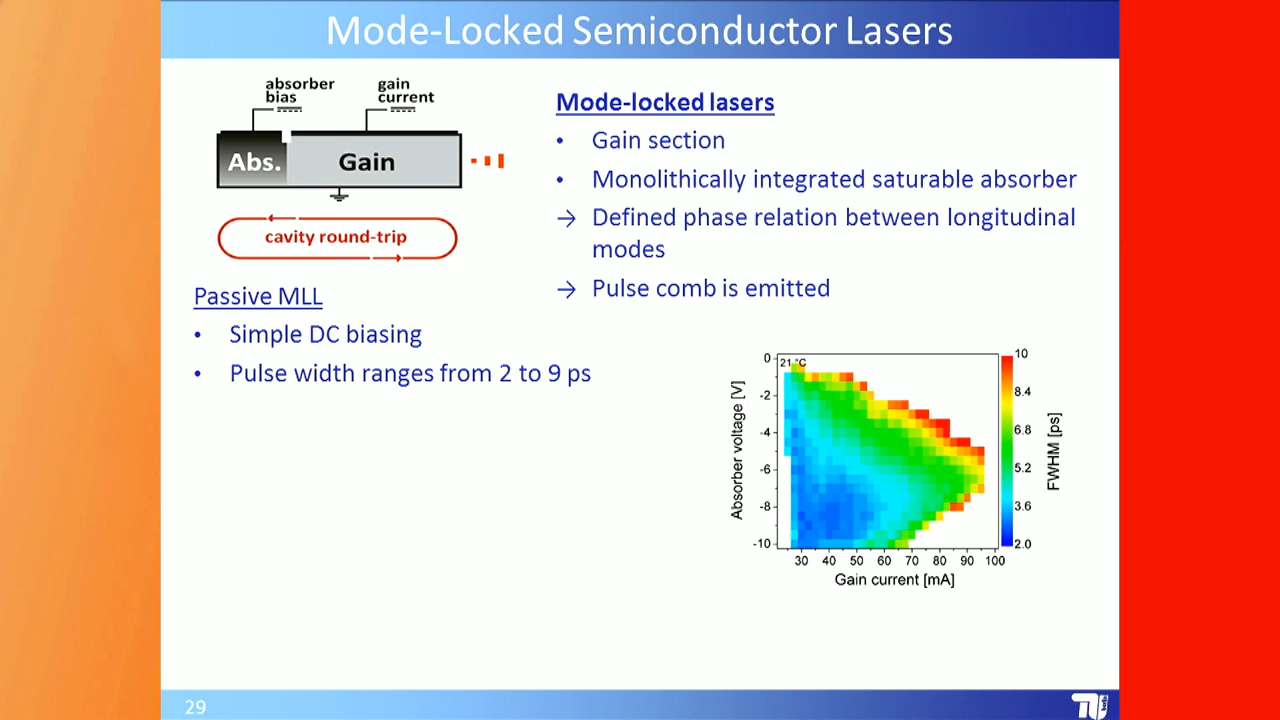 Mode-Locked Semiconductor Lasers
absorber
bias
gain
current
Abs.
Gain
cavity round-trip
Mode-locked lasers
• Gain section
• Monolithically integrated saturable absorber
→ Defined phase relation between longitudinal
modes
→ Pulse comb is emitted
Passive MLL
• Simple DC biasing
• Pulse width ranges from 2 to 9 ps
21 °C
Absorber voltage [V]
0
-2
-4
-6
-8
-10
30 40 50 60 70 80 90 100
Gain current [mA]
10
8.4
6.8
5.2
3.6
2.0
FWHM [ps]
29